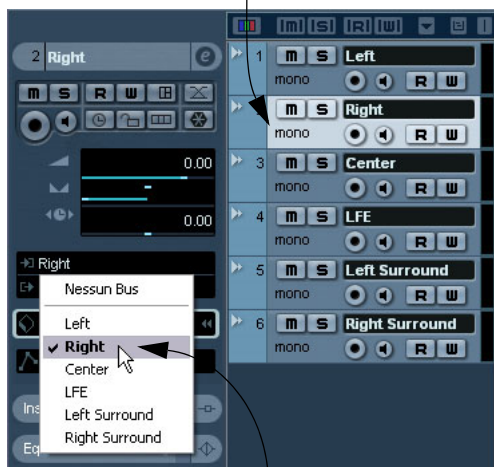 [M] [S] [R] [W]
2 Right e
m S R W
0.00
0.00
Right
Nessun Bus
Left
Right
Center
LFE
Left Surround
Right Surround
Ins
Eq
1 m S Left
mono R W
m S Right
mono R W
3 m S Center
mono R W
4 m S LFE
mono R W
5 m S Left Surround
mono R W
6 m S Right Surround
mono R W